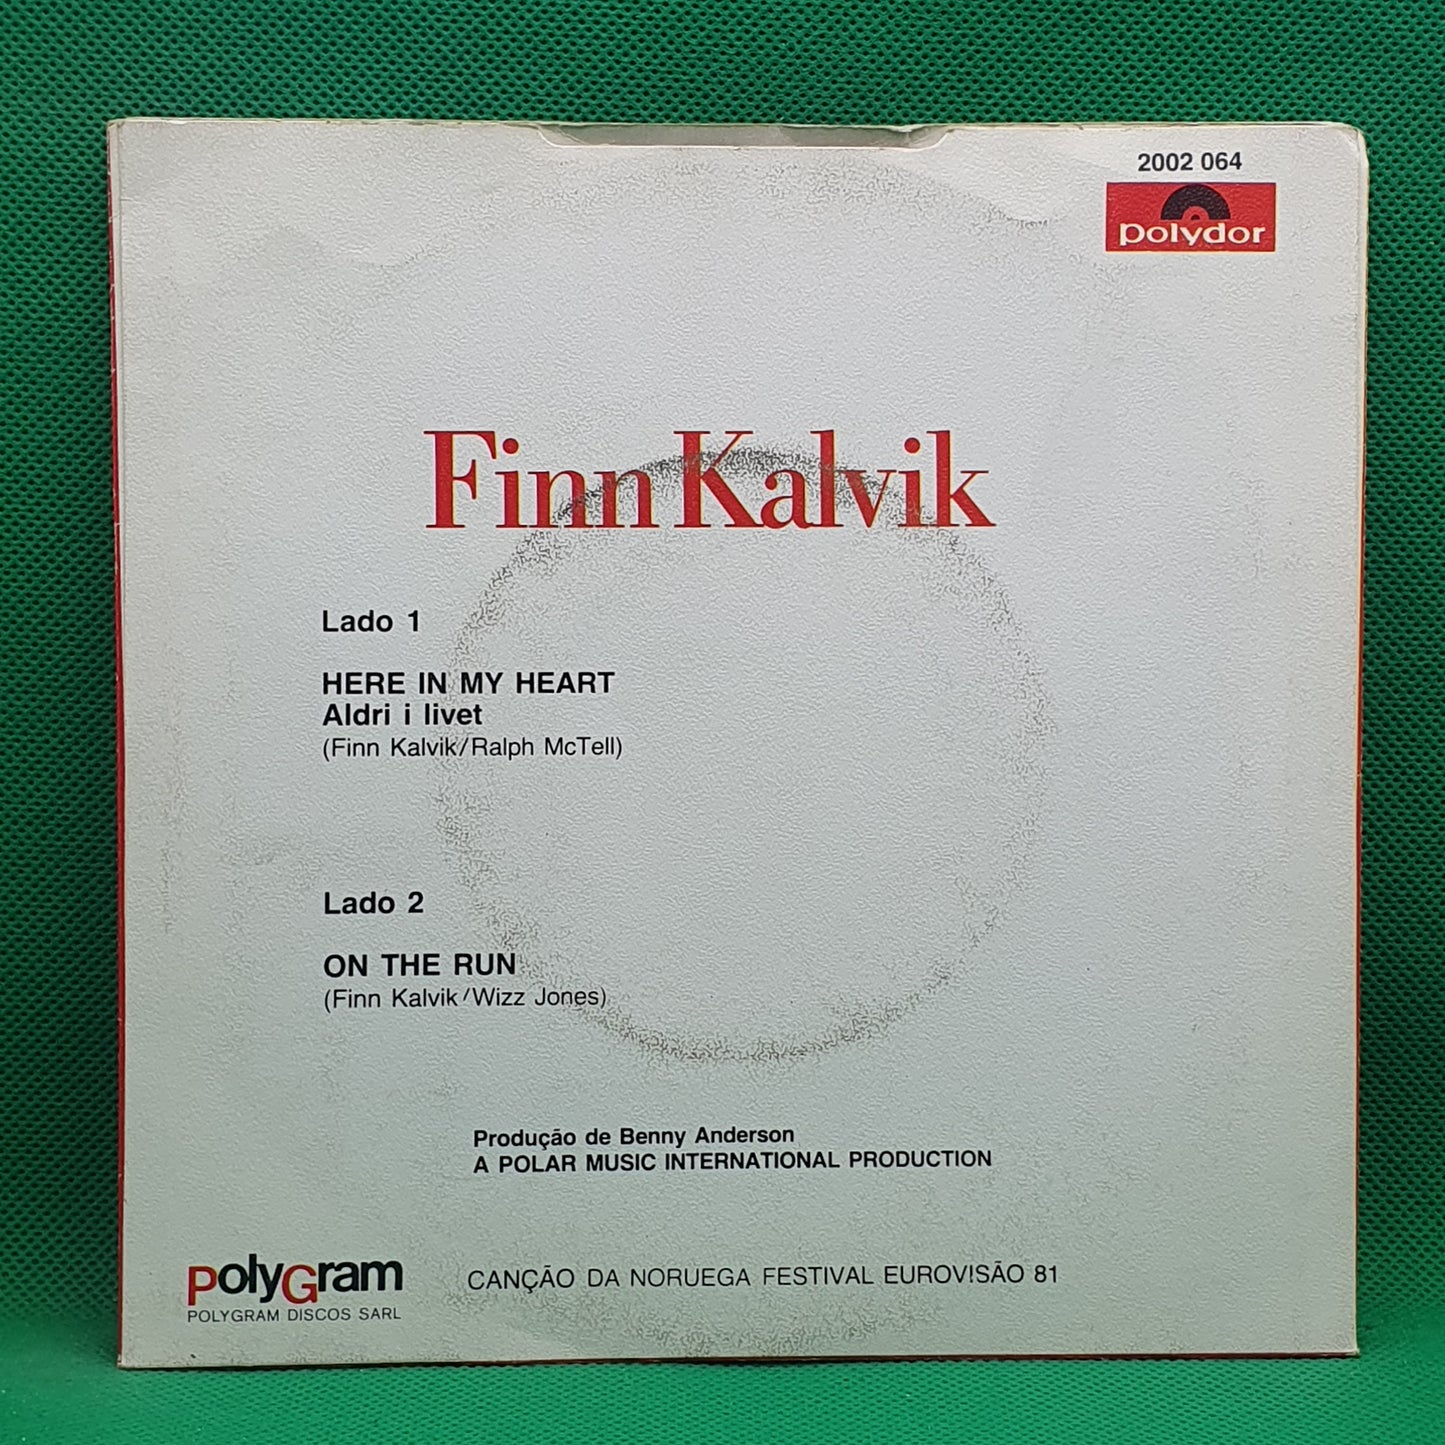 2002 064
polydor
Finn Kalvik
Lado 1
HERE IN MY HEART
Aldri i livet
(Finn Kalvik/Ralph McTell)
Lado 2
ON THE RUN
(Finn Kalvik/Wizz Jones)
Produção de Benny Anderson
A POLAR MUSIC INTERNATIONAL PRODUCTION
PolyGram
POLYGRAM DISCOS SARL
CANÇÃO DA NORUEGA FESTIVAL EUROVISÃO 81